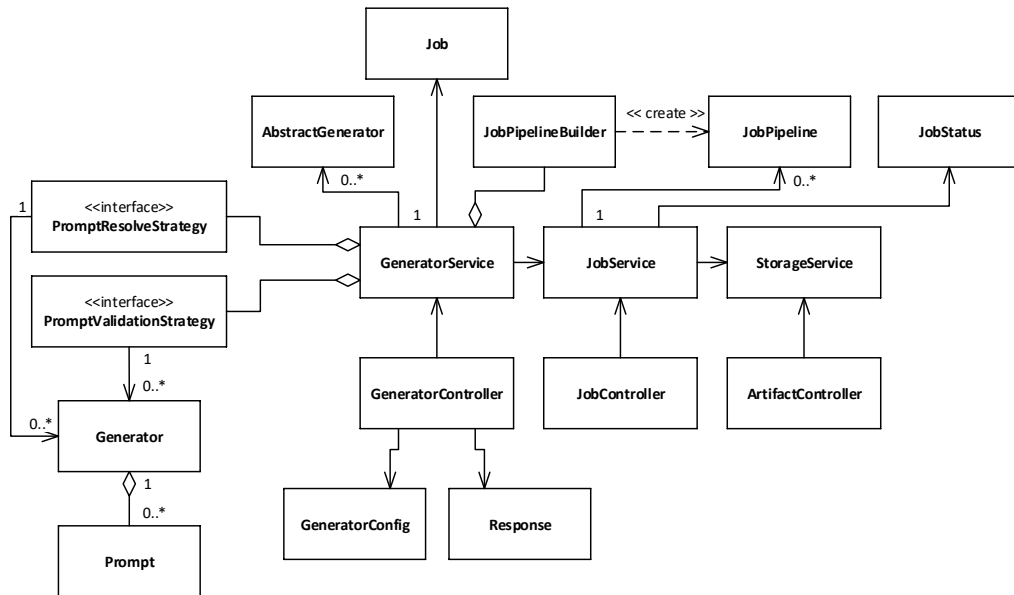 Job
<< create >>
AbstractGenerator
JobPipelineBuilder
JobPipeline
JobStatus
0..*
0..*
1
<<interface>>
PromptResolveStrategy
1
1
GeneratorService
JobService
StorageService
<<interface>>
PromptValidationStrategy
1
0..*
GeneratorController
JobController
ArtifactController
0..*
Generator
1
0..*
GeneratorConfig
Response
Prompt